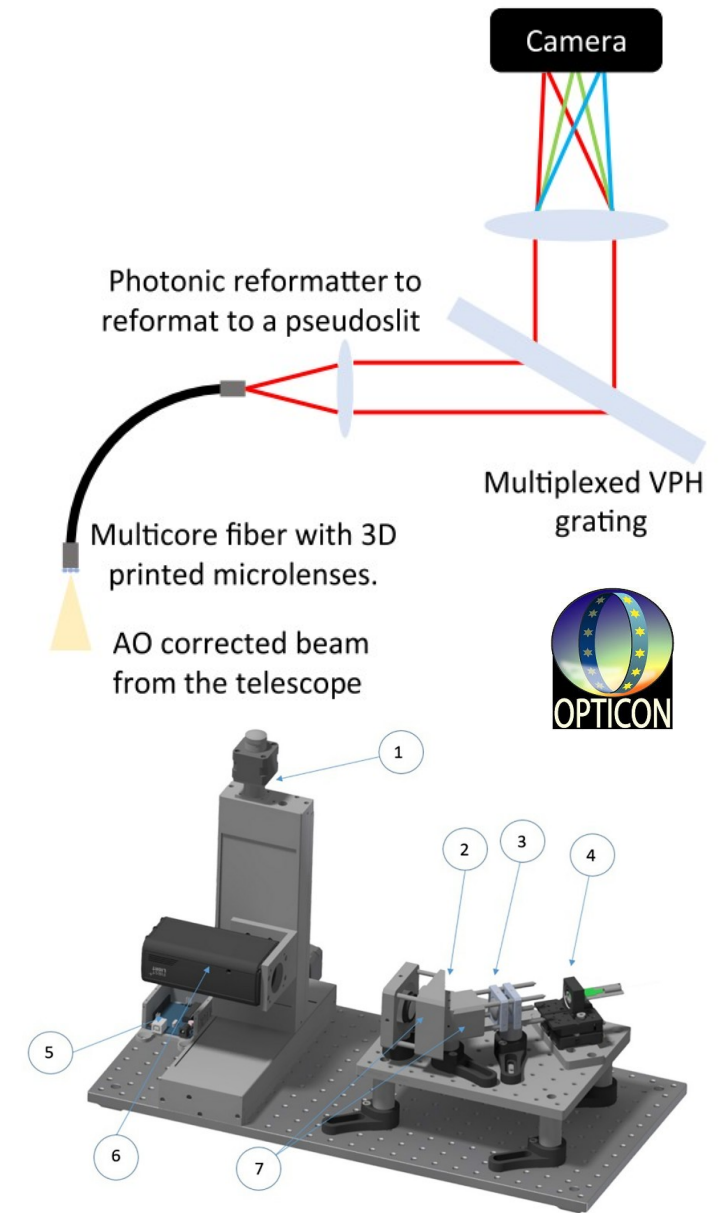 Camera
Photonic reformatter to
reformat to a pseudoslit
Multiplexed VPH
grating
Multicore fiber with 3D
printed microlenses.
AO corrected beam
from the telescope
OPTICON
1
2
3
4
5
6
7